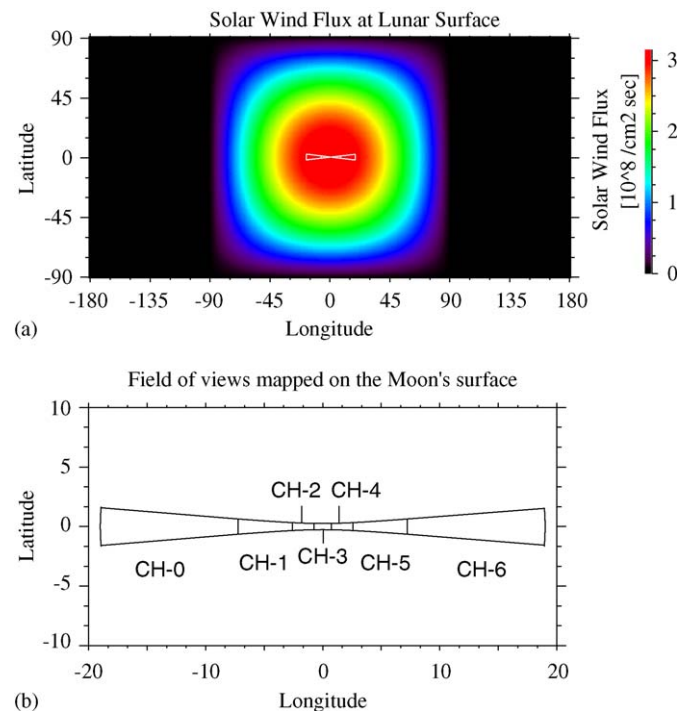 Solar Wind Flux at Lunar Surface
90
45
0
-45
-90
Latitude
-180 -135 -90 -45 0 45 90 135 180
Longitude
3
2
1
0
Solar Wind Flux
[10^8 /cm2 sec]
(a)
Field of views mapped on the Moon's surface
10
5
0
-5
-10
Latitude
CH-2 CH-4
CH-0 CH-1 CH-3 CH-5 CH-6
-20 -10 0 10 20
Longitude
(b)